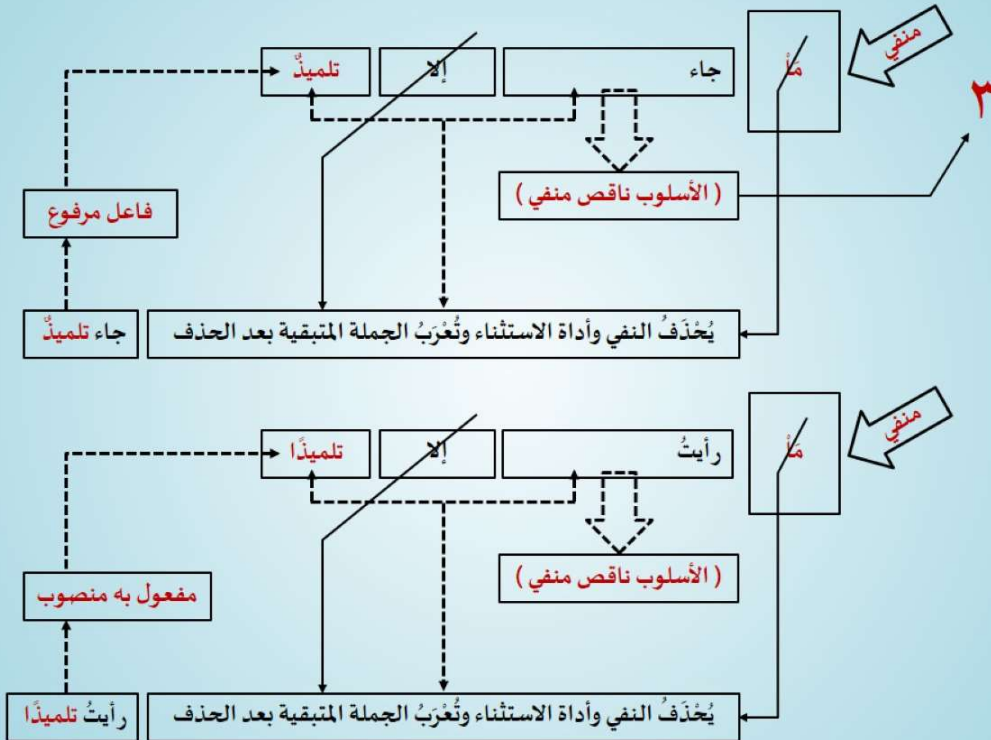 منفي
مَا جاء إلا تلميذٌ
٣
( الأسلوب ناقص منفي )
فاعل مرفوع
يُحْذَفُ النفي وأداة الاستثناء وتُعْرَبُ الجملة المتبقية بعد الحذف
جاء تلميذٌ
منفي
مَا رأيتُ إلا تلميذًا
( الأسلوب ناقص منفي )
مفعول به منصوب
يُحْذَفُ النفي وأداة الاستثناء وتُعْرَبُ الجملة المتبقية بعد الحذف
رأيتُ تلميذًا